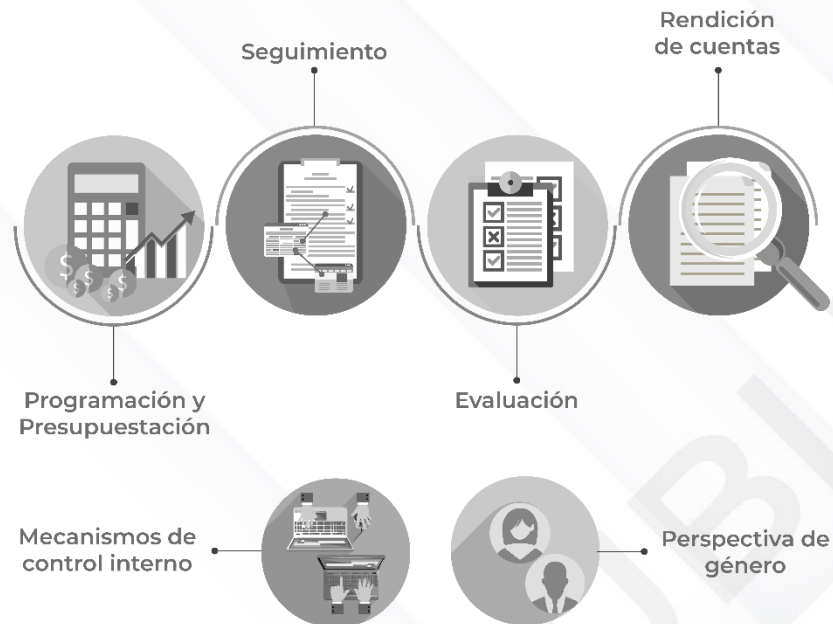 Rendición
de cuentas
Seguimiento
Programación y
Presupuestación
Evaluación
Mecanismos de
control interno
Perspectiva de
género